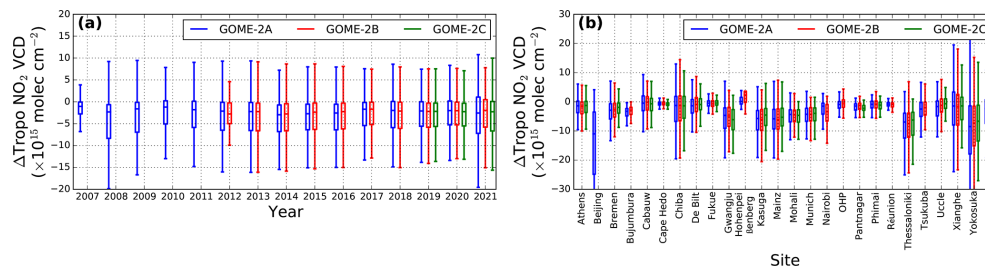 (a)
GOME-2A GOME-2B GOME-2C
ΔTropo NO2 VCD
(×10^15 molec cm^−2)
20
15
10
5
0
−5
−10
−15
−20
2007 2008 2009 2010 2011 2012 2013 2014 2015 2016 2017 2018 2019 2020 2021
Year
(b)
GOME-2A GOME-2B GOME-2C
ΔTropo NO2 VCD
(×10^15 molec cm^−2)
30
20
10
0
−10
−20
−30
Athens
Beijing
Bremen
Bujumbura
Cabauw
Cape Hedo
Chiba
De Bilt
Fukue
Gwangju
Hohenpei
ßenberg
Kasuga
Mainz
Mohali
Munich
Nairobi
OHP
Pantnagar
Phimai
Réunion
Thessaloniki
Tsukuba
Uccle
Xianghe
Yokosuka
Site